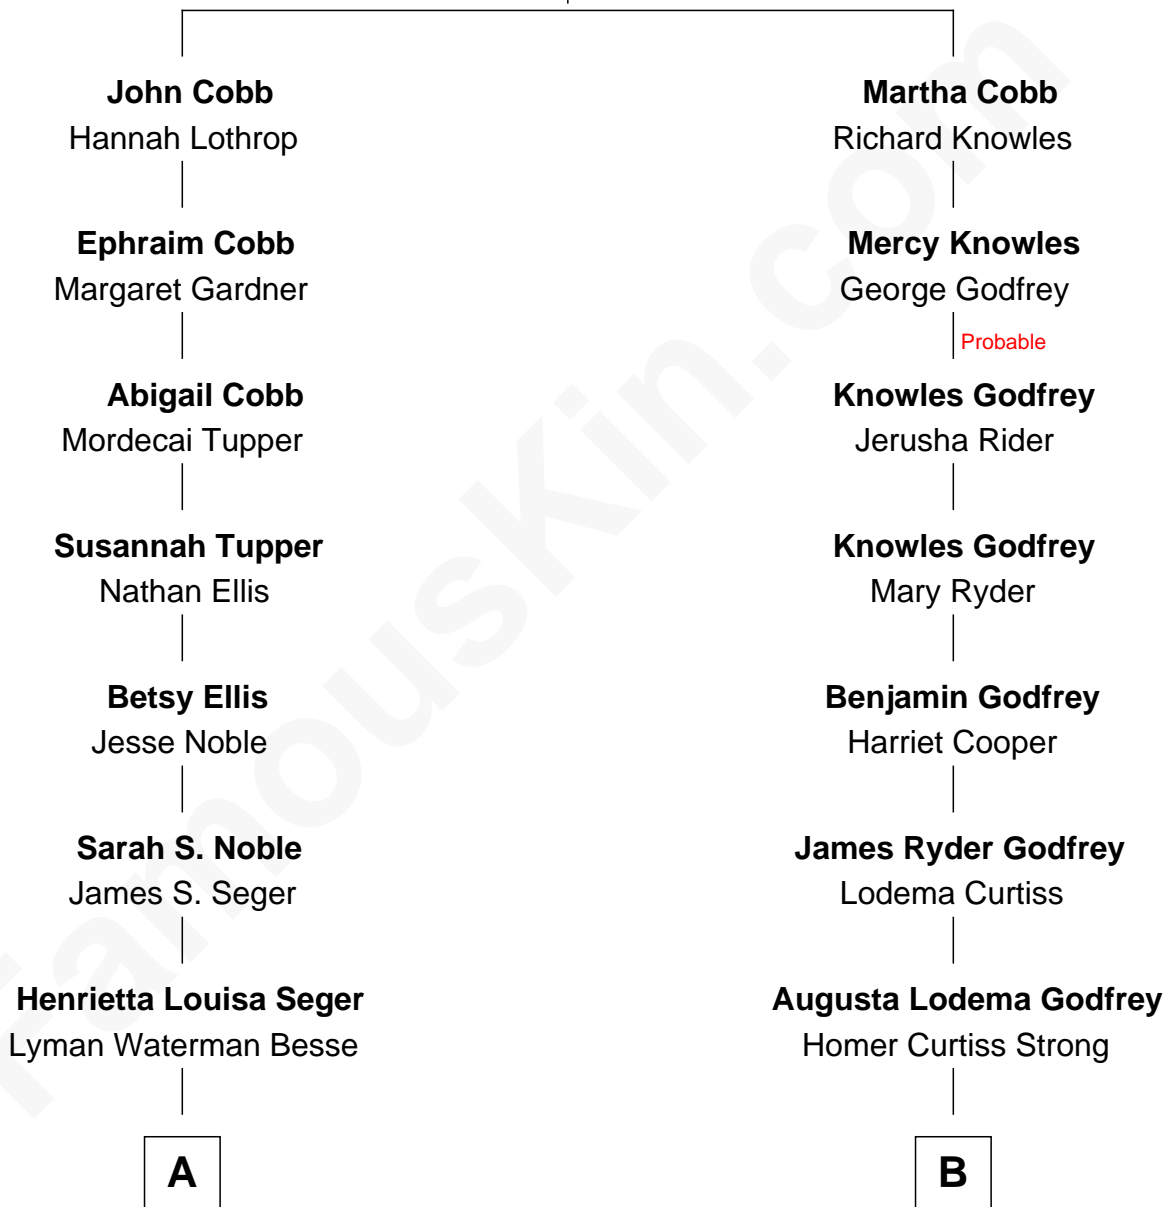 John Cobb
Hannah Lothrop
Ephraim Cobb
Margaret Gardner
Abigail Cobb
Mordecai Tupper
Susannah Tupper
Nathan Ellis
Betsy Ellis
Jesse Noble
Sarah S. Noble
James S. Seger
Henrietta Louisa Seger
Lyman Waterman Besse
A
Martha Cobb
Richard Knowles
Mercy Knowles
George Godfrey
Probable
Knowles Godfrey
Jerusha Rider
Knowles Godfrey
Mary Ryder
Benjamin Godfrey
Harriet Cooper
James Ryder Godfrey
Lodema Curtiss
Augusta Lodema Godfrey
Homer Curtiss Strong
B
FamousKin.com